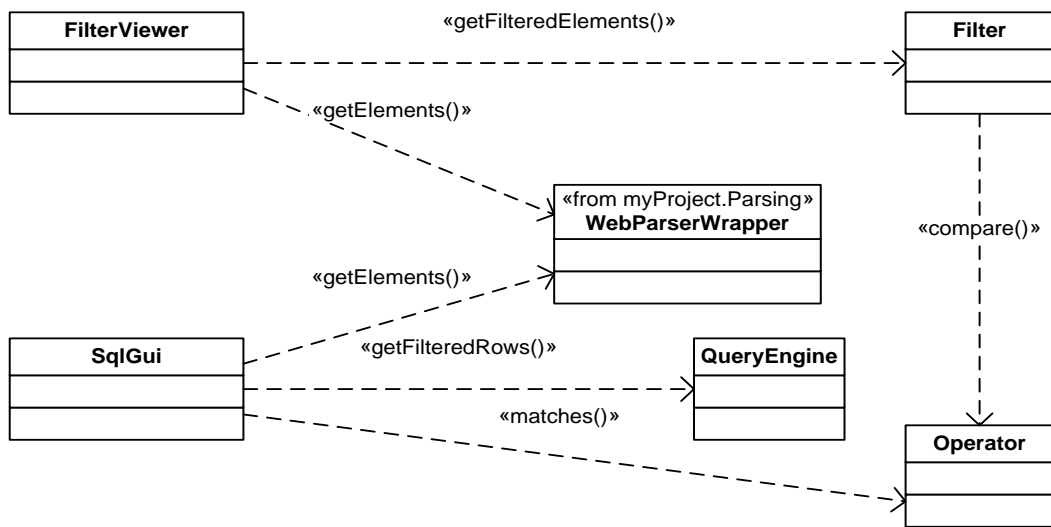 «getFilteredElements()»
FilterViewer
Filter
«getElements()»
«from myProject.Parsing»
WebParserWrapper
«compare()»
«getElements()»
«getFilteredRows()»
SqlGui
QueryEngine
«matches()»
Operator